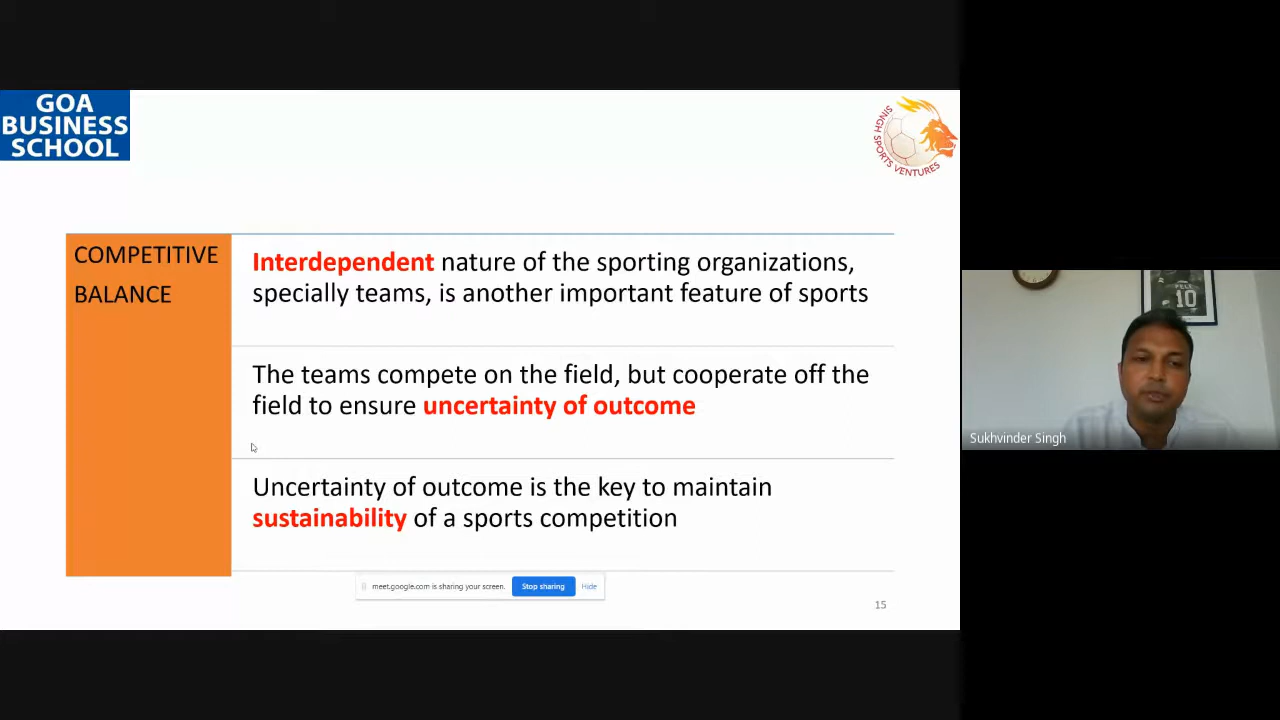 GOA
BUSINESS
SCHOOL
SINGH SPORTS VENTURES
COMPETITIVE
BALANCE
Interdependent nature of the sporting organizations,
specially teams, is another important feature of sports
The teams compete on the field, but cooperate off the
field to ensure uncertainty of outcome
Uncertainty of outcome is the key to maintain
sustainability of a sports competition
meet.google.com is sharing your screen.
Stop sharing
Hide
15
PELE
10
Sukhvinder Singh